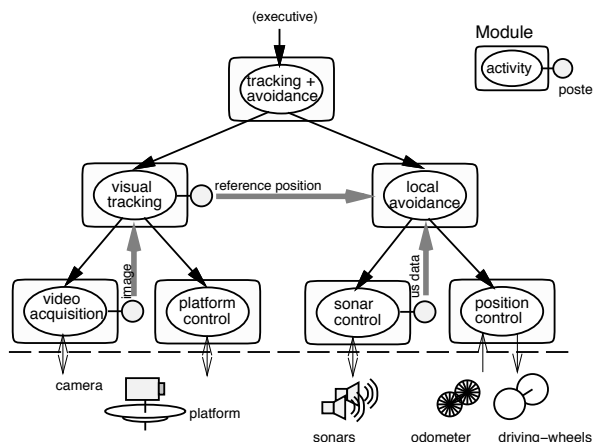 (executive)
Module
tracking +
avoidance
activity
poste
visual
tracking
reference position
local
avoidance
image
us data
video
acquisition
platform
control
sonar
control
position
control
camera
platform
sonars
odometer
driving-wheels